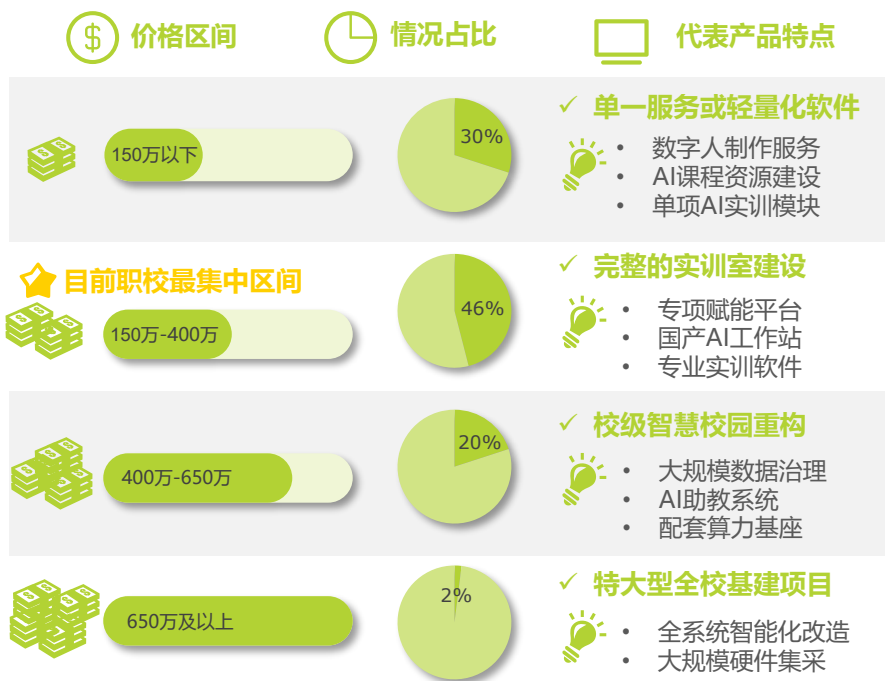 价格区间
情况占比
代表产品特点
150万以下
30%
✓ 单一服务或轻量化软件
• 数字人制作服务
• AI课程资源建设
• 单项AI实训模块
目前职校最集中区间
150万-400万
46%
✓ 完整的实训室建设
• 专项赋能平台
• 国产AI工作站
• 专业实训软件
400万-650万
20%
✓ 校级智慧校园重构
• 大规模数据治理
• AI助教系统
• 配套算力基座
650万及以上
2%
✓ 特大型全校基建项目
• 全系统智能化改造
• 大规模硬件集采